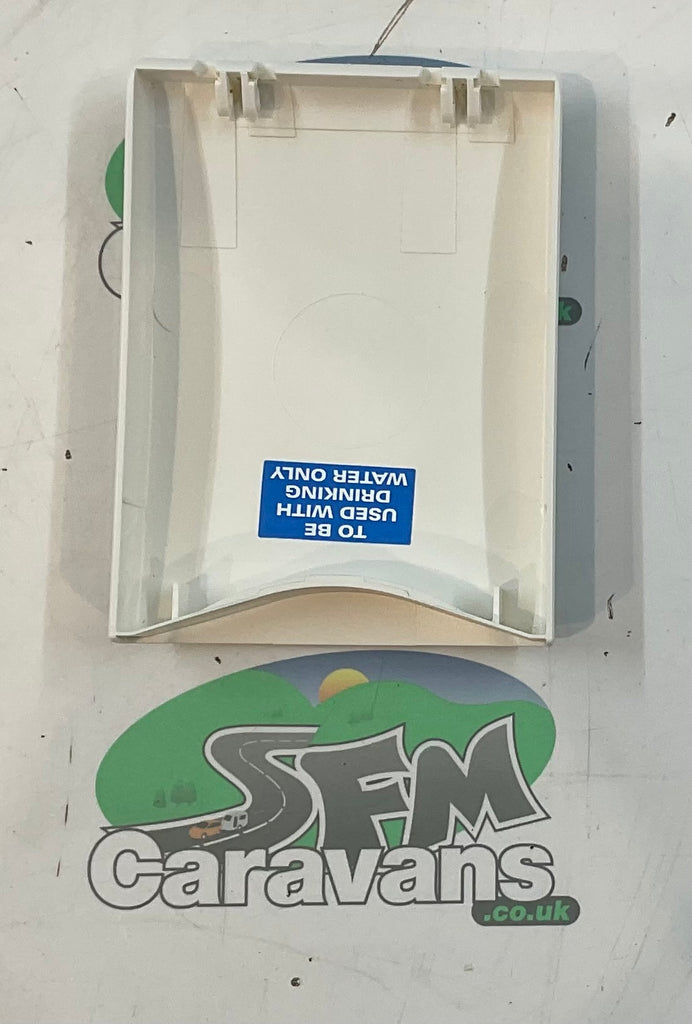 TO BE
USED WITH
DRINKING
WATER ONLY
SFM
Caravans
.co.uk
k